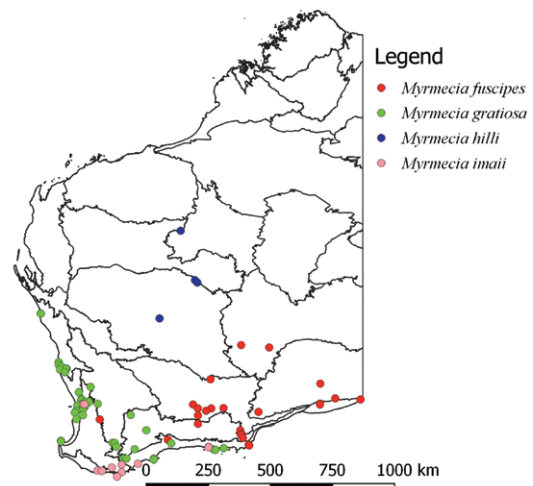 Legend
Myrmecia fuscipes
Myrmecia gratiosa
Myrmecia hilli
Myrmecia imaii
0 250 500 750 1000 km